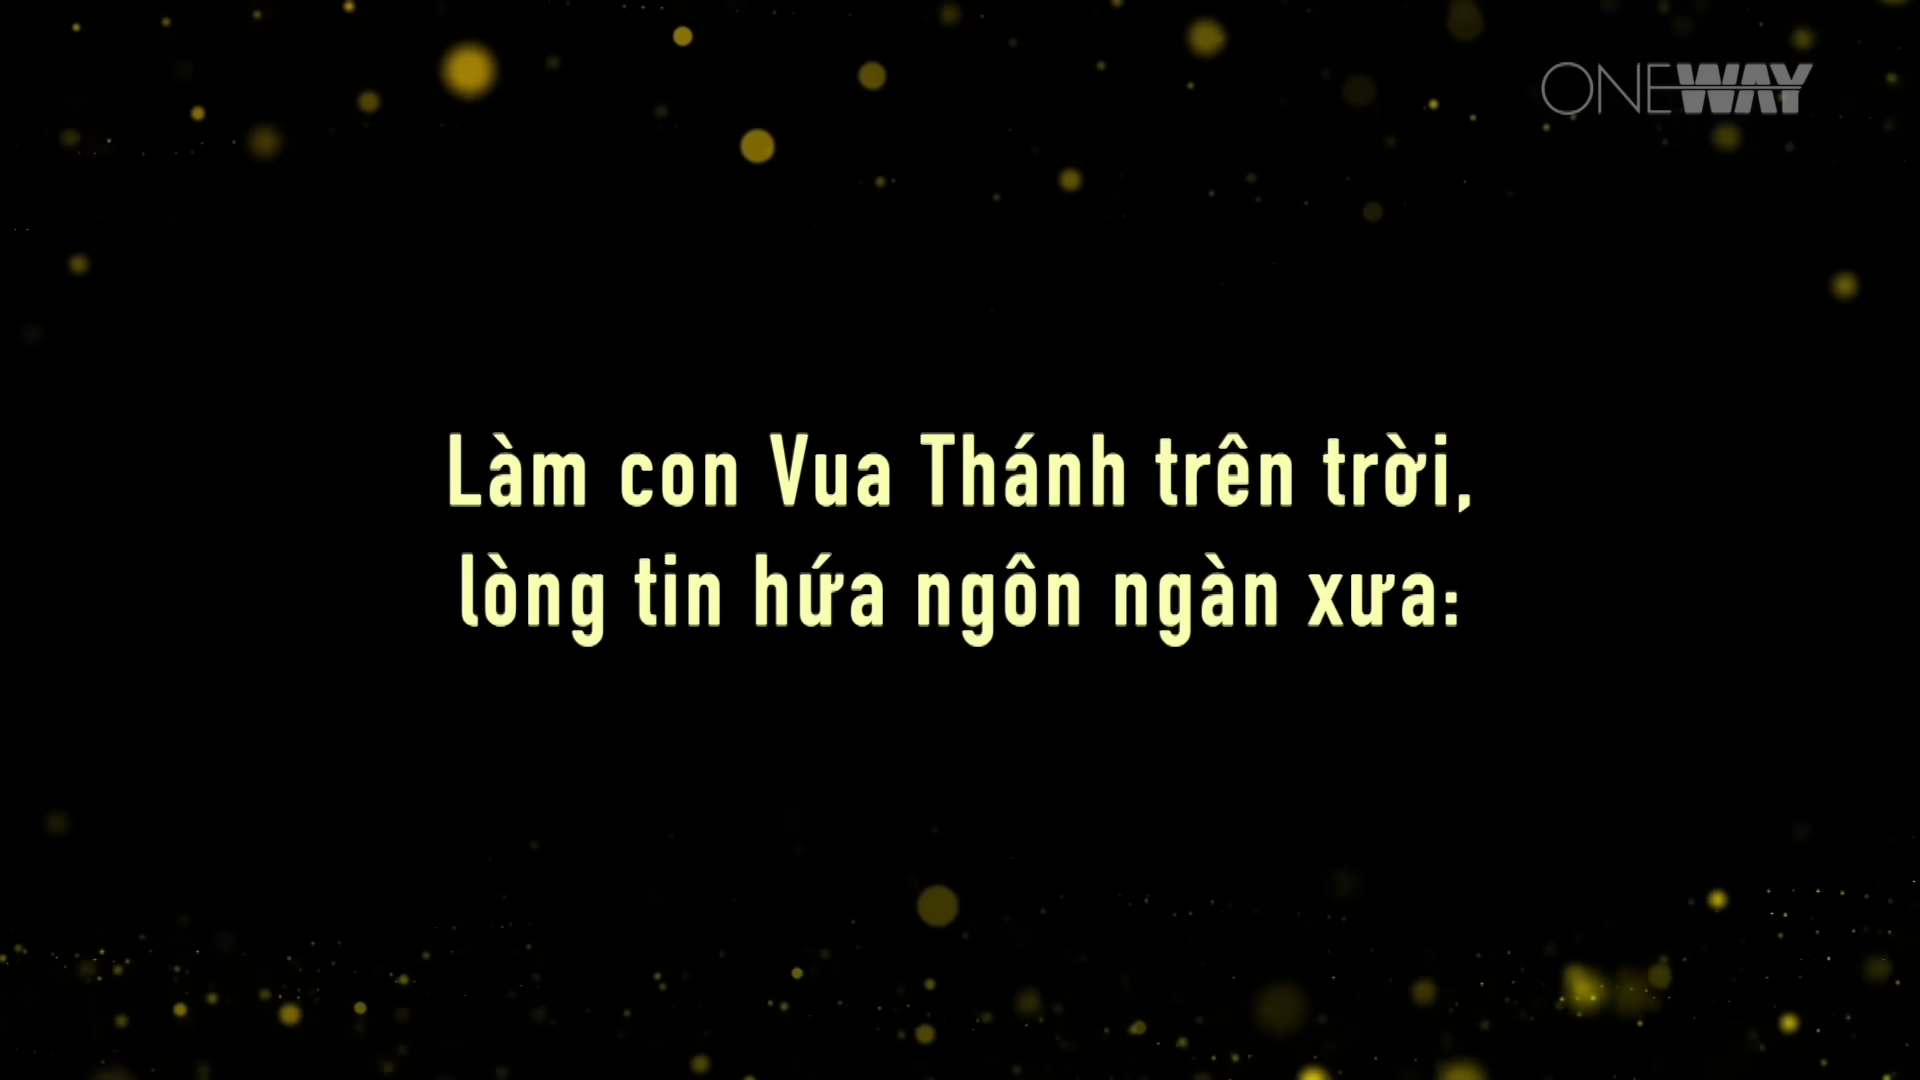 ONEWAY
Làm con Vua Thánh trên trời,
lòng tin hứa ngôn ngàn xưa: